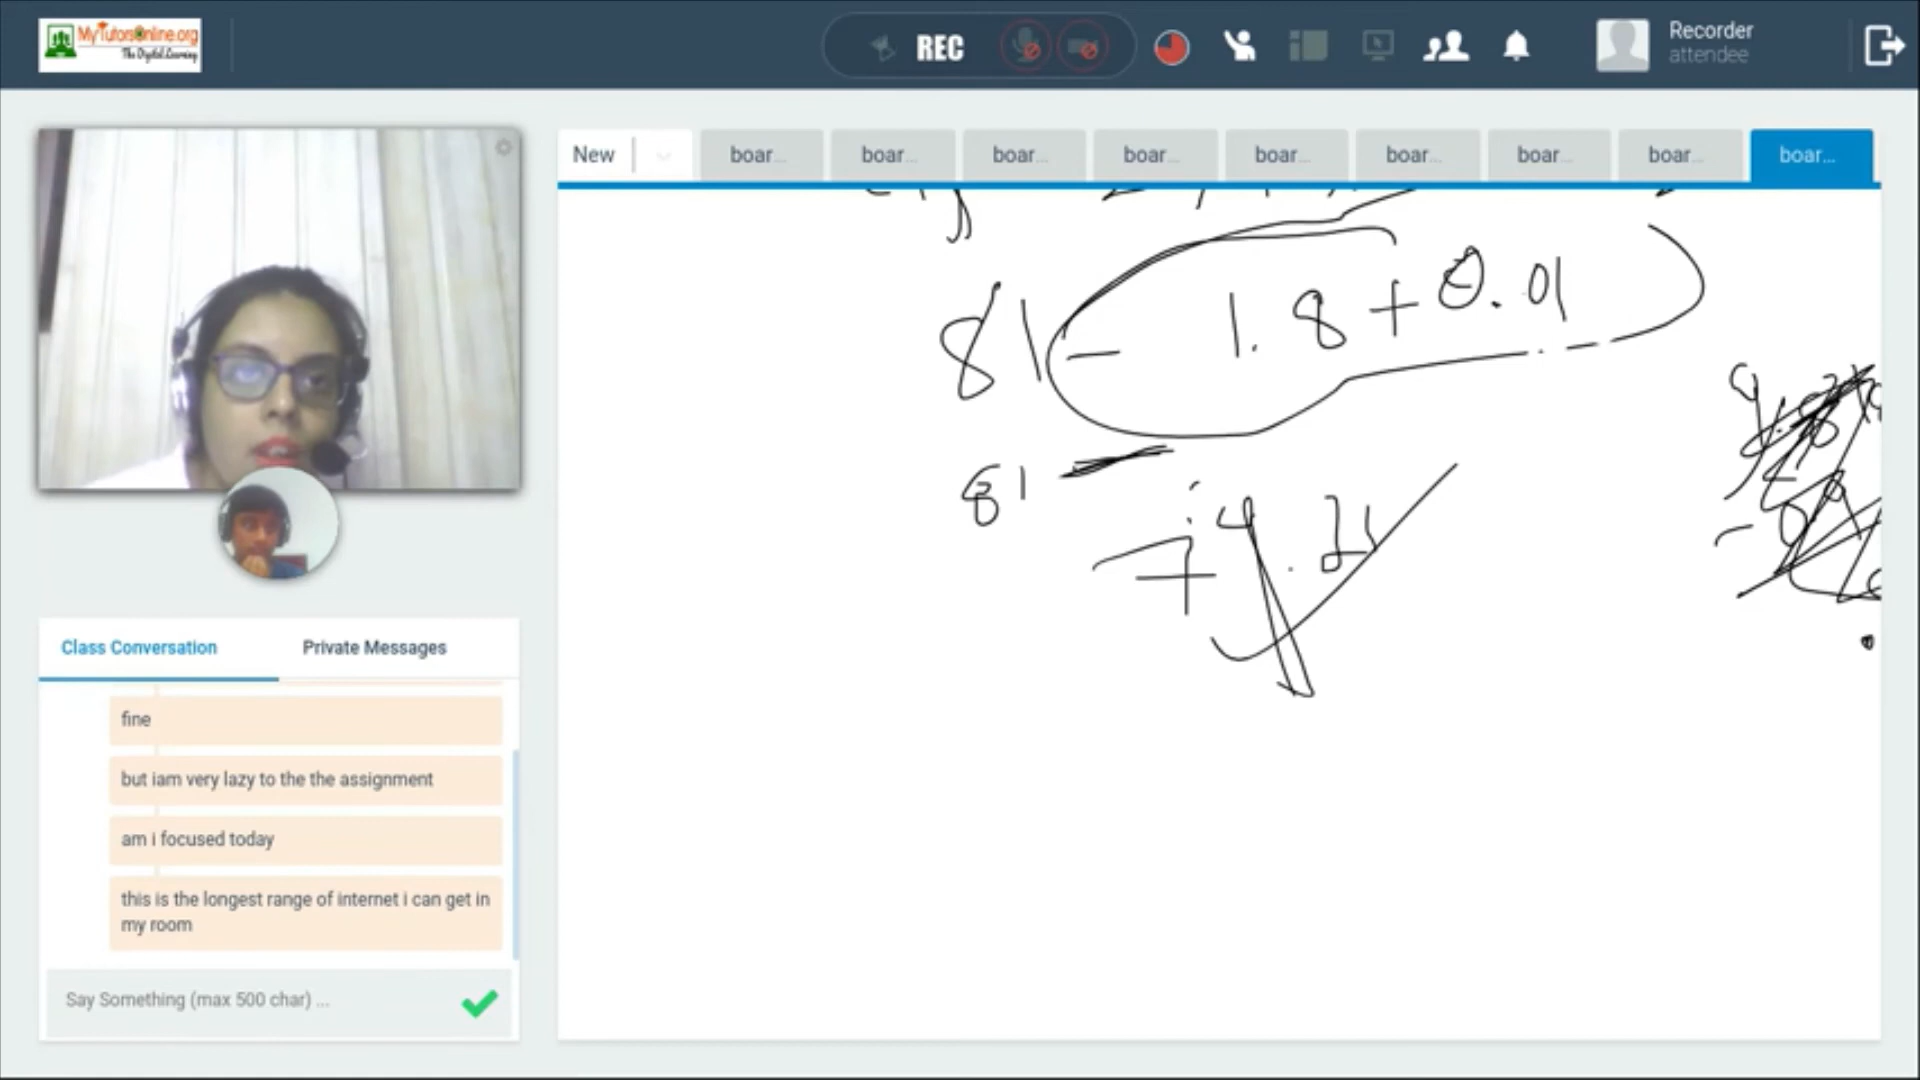 MyTutorsOnline.org
The Digital Learning
REC
Recorder
attendee
New
boar...
boar...
boar...
boar...
boar...
boar...
boar...
boar...
boar...
81 - 1.8 + 0.01
81
79.21
Class Conversation
Private Messages
fine
but iam very lazy to the the assignment
am i focused today
this is the longest range of internet i can get in
my room
Say Something (max 500 char) ...